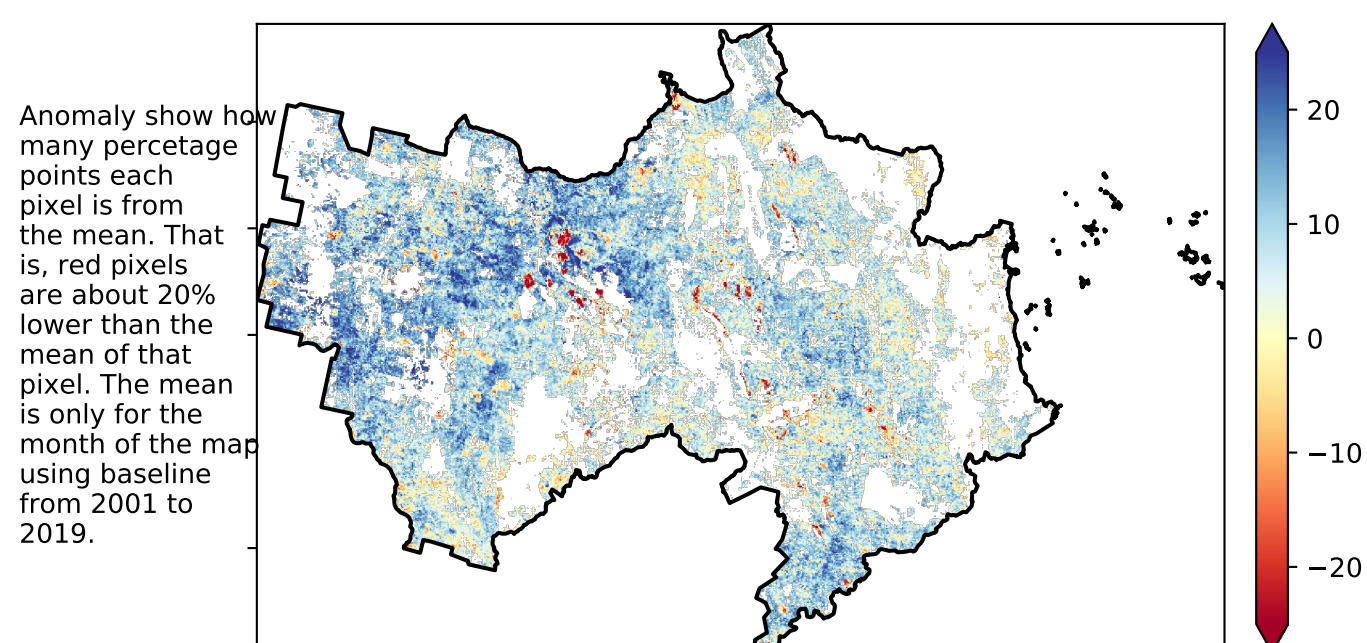 Anomaly show how
many percetage
points each
pixel is from
the mean. That
is, red pixels
are about 20%
lower than the
mean of that
pixel. The mean
is only for the
month of the map
using baseline
from 2001 to
2019.
20
10
0
−10
−20